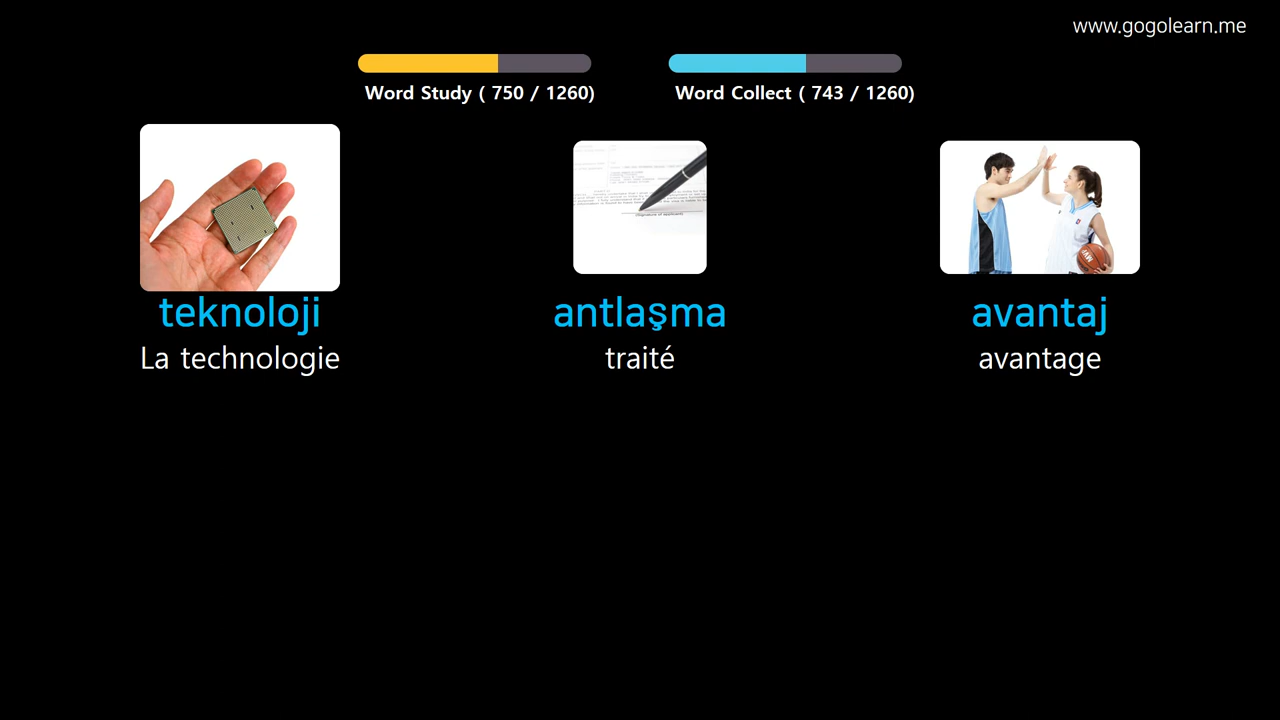 www.gogolearn.me
Word Study ( 750 / 1260)
Word Collect ( 743 / 1260)
teknoloji
antlaşma
avantaj
La technologie
traité
avantage